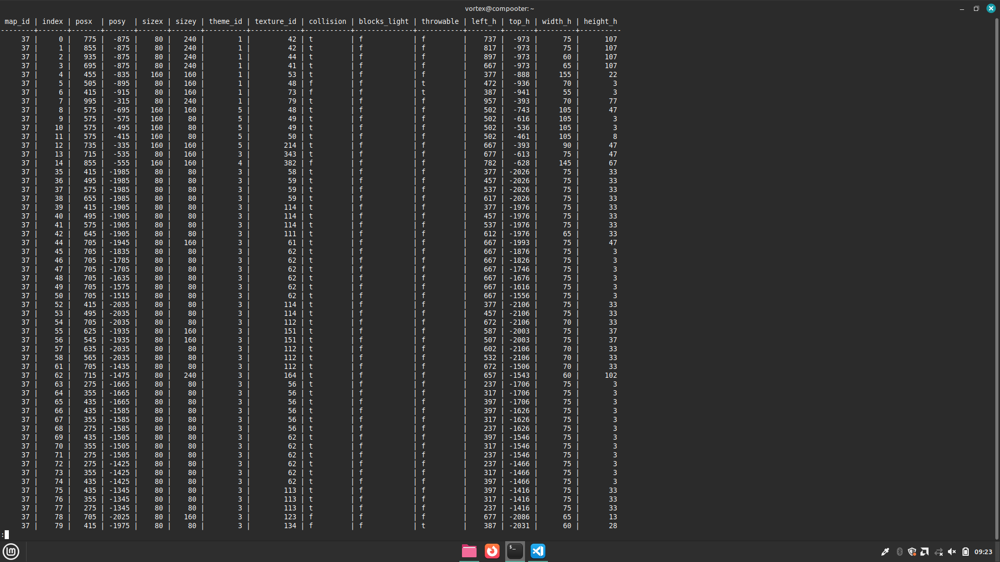 vortex@compooter: ~
map_id | index | posx | posy | sizex | sizey | theme_id | texture_id | collision | blocks_light | throwable | left_h | top_h | width_h | height_h
--------+-------+------+-------+-------+-------+----------+------------+-----------+--------------+-----------+--------+-------+---------+----------
37 | 0 | 775 | -875 | 80 | 240 | 1 | 42 | t | f | f | 737 | -973 | 75 | 107
37 | 1 | 855 | -875 | 80 | 240 | 1 | 42 | t | f | f | 817 | -973 | 75 | 107
37 | 2 | 935 | -875 | 80 | 240 | 1 | 44 | t | f | f | 897 | -973 | 60 | 107
37 | 3 | 695 | -875 | 80 | 240 | 1 | 41 | t | f | f | 667 | -973 | 65 | 107
37 | 4 | 455 | -835 | 160 | 160 | 1 | 53 | t | f | f | 377 | -888 | 155 | 22
37 | 5 | 505 | -895 | 80 | 160 | 1 | 48 | f | f | t | 472 | -936 | 70 | 3
37 | 6 | 415 | -915 | 80 | 160 | 1 | 73 | f | f | t | 387 | -941 | 55 | 3
37 | 7 | 995 | -315 | 80 | 240 | 1 | 79 | t | f | f | 957 | -393 | 70 | 77
37 | 8 | 575 | -695 | 160 | 160 | 5 | 48 | t | f | f | 502 | -743 | 105 | 47
37 | 9 | 575 | -575 | 160 | 80 | 5 | 49 | t | f | f | 502 | -616 | 105 | 3
37 | 10 | 575 | -495 | 160 | 80 | 5 | 49 | t | f | f | 502 | -536 | 105 | 3
37 | 11 | 575 | -415 | 160 | 80 | 5 | 50 | t | f | f | 502 | -461 | 105 | 8
37 | 12 | 735 | -335 | 160 | 160 | 5 | 214 | t | f | f | 667 | -393 | 90 | 47
37 | 13 | 715 | -535 | 80 | 160 | 3 | 343 | t | f | f | 677 | -613 | 75 | 47
37 | 14 | 855 | -555 | 160 | 160 | 4 | 382 | f | f | f | 782 | -628 | 145 | 67
37 | 35 | 415 | -1985 | 80 | 80 | 3 | 58 | t | f | f | 377 | -2026 | 75 | 33
37 | 36 | 495 | -1985 | 80 | 80 | 3 | 59 | t | f | f | 457 | -2026 | 75 | 33
37 | 37 | 575 | -1985 | 80 | 80 | 3 | 59 | t | f | f | 537 | -2026 | 75 | 33
37 | 38 | 655 | -1985 | 80 | 80 | 3 | 59 | t | f | f | 617 | -2026 | 75 | 33
37 | 39 | 415 | -1905 | 80 | 80 | 3 | 114 | t | f | f | 377 | -1976 | 75 | 33
37 | 40 | 495 | -1905 | 80 | 80 | 3 | 114 | t | f | f | 457 | -1976 | 75 | 33
37 | 41 | 575 | -1905 | 80 | 80 | 3 | 114 | t | f | f | 537 | -1976 | 75 | 33
37 | 42 | 645 | -1905 | 80 | 80 | 3 | 111 | t | f | f | 612 | -1976 | 65 | 33
37 | 44 | 705 | -1945 | 80 | 160 | 3 | 61 | t | f | f | 667 | -1993 | 75 | 47
37 | 45 | 705 | -1835 | 80 | 80 | 3 | 62 | t | f | f | 667 | -1876 | 75 | 3
37 | 46 | 705 | -1785 | 80 | 80 | 3 | 62 | t | f | f | 667 | -1826 | 75 | 3
37 | 47 | 705 | -1705 | 80 | 80 | 3 | 62 | t | f | f | 667 | -1746 | 75 | 3
37 | 48 | 705 | -1635 | 80 | 80 | 3 | 62 | t | f | f | 667 | -1676 | 75 | 3
37 | 49 | 705 | -1575 | 80 | 80 | 3 | 62 | t | f | f | 667 | -1616 | 75 | 3
37 | 50 | 705 | -1515 | 80 | 80 | 3 | 62 | t | f | f | 667 | -1556 | 75 | 3
37 | 52 | 415 | -2035 | 80 | 80 | 3 | 114 | t | f | f | 377 | -2106 | 75 | 33
37 | 53 | 495 | -2035 | 80 | 80 | 3 | 114 | t | f | f | 457 | -2106 | 75 | 33
37 | 54 | 705 | -2035 | 80 | 80 | 3 | 112 | t | f | f | 672 | -2106 | 70 | 33
37 | 55 | 625 | -1935 | 80 | 160 | 3 | 151 | t | f | f | 587 | -2003 | 75 | 37
37 | 56 | 545 | -1935 | 80 | 160 | 3 | 151 | t | f | f | 507 | -2003 | 75 | 37
37 | 57 | 635 | -2035 | 80 | 80 | 3 | 112 | t | f | f | 602 | -2106 | 70 | 33
37 | 58 | 565 | -2035 | 80 | 80 | 3 | 112 | t | f | f | 532 | -2106 | 70 | 33
37 | 61 | 705 | -1435 | 80 | 80 | 3 | 112 | t | f | f | 672 | -1506 | 70 | 33
37 | 62 | 715 | -1475 | 80 | 240 | 3 | 164 | t | f | f | 657 | -1543 | 60 | 102
37 | 63 | 275 | -1665 | 80 | 80 | 3 | 56 | t | f | f | 237 | -1706 | 75 | 3
37 | 64 | 355 | -1665 | 80 | 80 | 3 | 56 | t | f | f | 317 | -1706 | 75 | 3
37 | 65 | 435 | -1665 | 80 | 80 | 3 | 56 | t | f | f | 397 | -1706 | 75 | 3
37 | 66 | 435 | -1585 | 80 | 80 | 3 | 56 | t | f | f | 397 | -1626 | 75 | 3
37 | 67 | 355 | -1585 | 80 | 80 | 3 | 56 | t | f | f | 317 | -1626 | 75 | 3
37 | 68 | 275 | -1585 | 80 | 80 | 3 | 56 | t | f | f | 237 | -1626 | 75 | 3
37 | 69 | 435 | -1505 | 80 | 80 | 3 | 62 | t | f | f | 397 | -1546 | 75 | 3
37 | 70 | 355 | -1505 | 80 | 80 | 3 | 62 | t | f | f | 317 | -1546 | 75 | 3
37 | 71 | 275 | -1505 | 80 | 80 | 3 | 62 | t | f | f | 237 | -1546 | 75 | 3
37 | 72 | 275 | -1425 | 80 | 80 | 3 | 62 | t | f | f | 237 | -1466 | 75 | 3
37 | 73 | 355 | -1425 | 80 | 80 | 3 | 62 | t | f | f | 317 | -1466 | 75 | 3
37 | 74 | 435 | -1425 | 80 | 80 | 3 | 62 | t | f | f | 397 | -1466 | 75 | 3
37 | 75 | 435 | -1345 | 80 | 80 | 3 | 113 | t | f | f | 397 | -1416 | 75 | 33
37 | 76 | 355 | -1345 | 80 | 80 | 3 | 113 | t | f | f | 317 | -1416 | 75 | 33
37 | 77 | 275 | -1345 | 80 | 80 | 3 | 113 | t | f | f | 237 | -1416 | 75 | 33
37 | 78 | 705 | -2025 | 80 | 160 | 3 | 123 | f | f | f | 677 | -2086 | 65 | 13
37 | 79 | 415 | -1975 | 80 | 80 | 3 | 134 | f | f | t | 387 | -2031 | 60 | 28
:
09:23